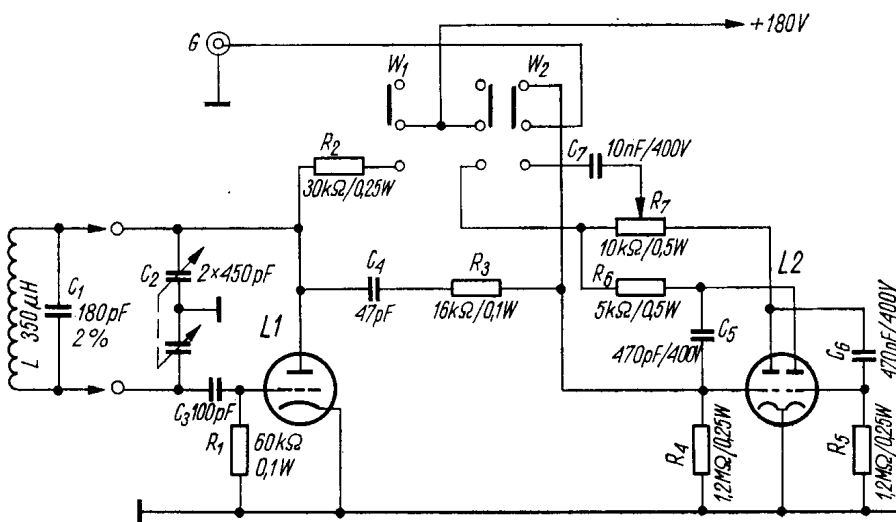 G
+180V
W1
W2
R2
30kΩ/0,25W
C7
10nF/400V
R7
10kΩ/0,5W
L2
C2
2×450pF
C1
180pF
2%
L 350μH
C4
47pF
R3
16kΩ/0,1W
R6
5kΩ/0,5W
C5
470pF/400V
C6
470pF/400V
L1
C3 100pF
R1
60kΩ
0,1W
R4
1,2MΩ/0,25W
R5
1,2MΩ/0,25W